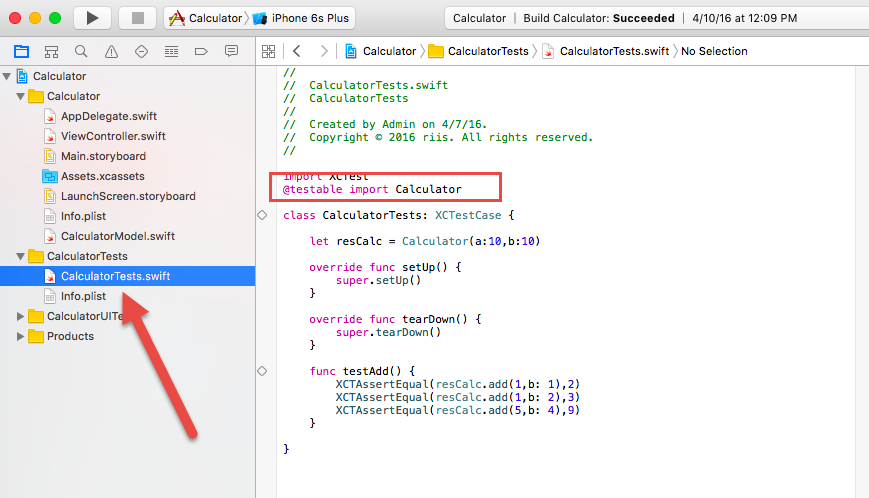 Calculator iPhone 6s Plus
Calculator | Build Calculator: Succeeded | 4/10/16 at 12:09 PM
Calculator CalculatorTests CalculatorTests.swift No Selection
Calculator
Calculator
AppDelegate.swift
ViewController.swift
Main.storyboard
Assets.xcassets
LaunchScreen.storyboard
Info.plist
CalculatorModel.swift
CalculatorTests
CalculatorTests.swift
Info.plist
CalculatorUITe
Products
//
//  CalculatorTests.swift
//  CalculatorTests
//
//  Created by Admin on 4/7/16.
//  Copyright © 2016 riis. All rights reserved.
//
import XCTest
@testable import Calculator
class CalculatorTests: XCTestCase {
let resCalc = Calculator(a:10,b:10)
override func setUp() {
super.setUp()
}
override func tearDown() {
super.tearDown()
}
func testAdd() {
XCTAssertEqual(resCalc.add(1,b: 1),2)
XCTAssertEqual(resCalc.add(1,b: 2),3)
XCTAssertEqual(resCalc.add(5,b: 4),9)
}
}